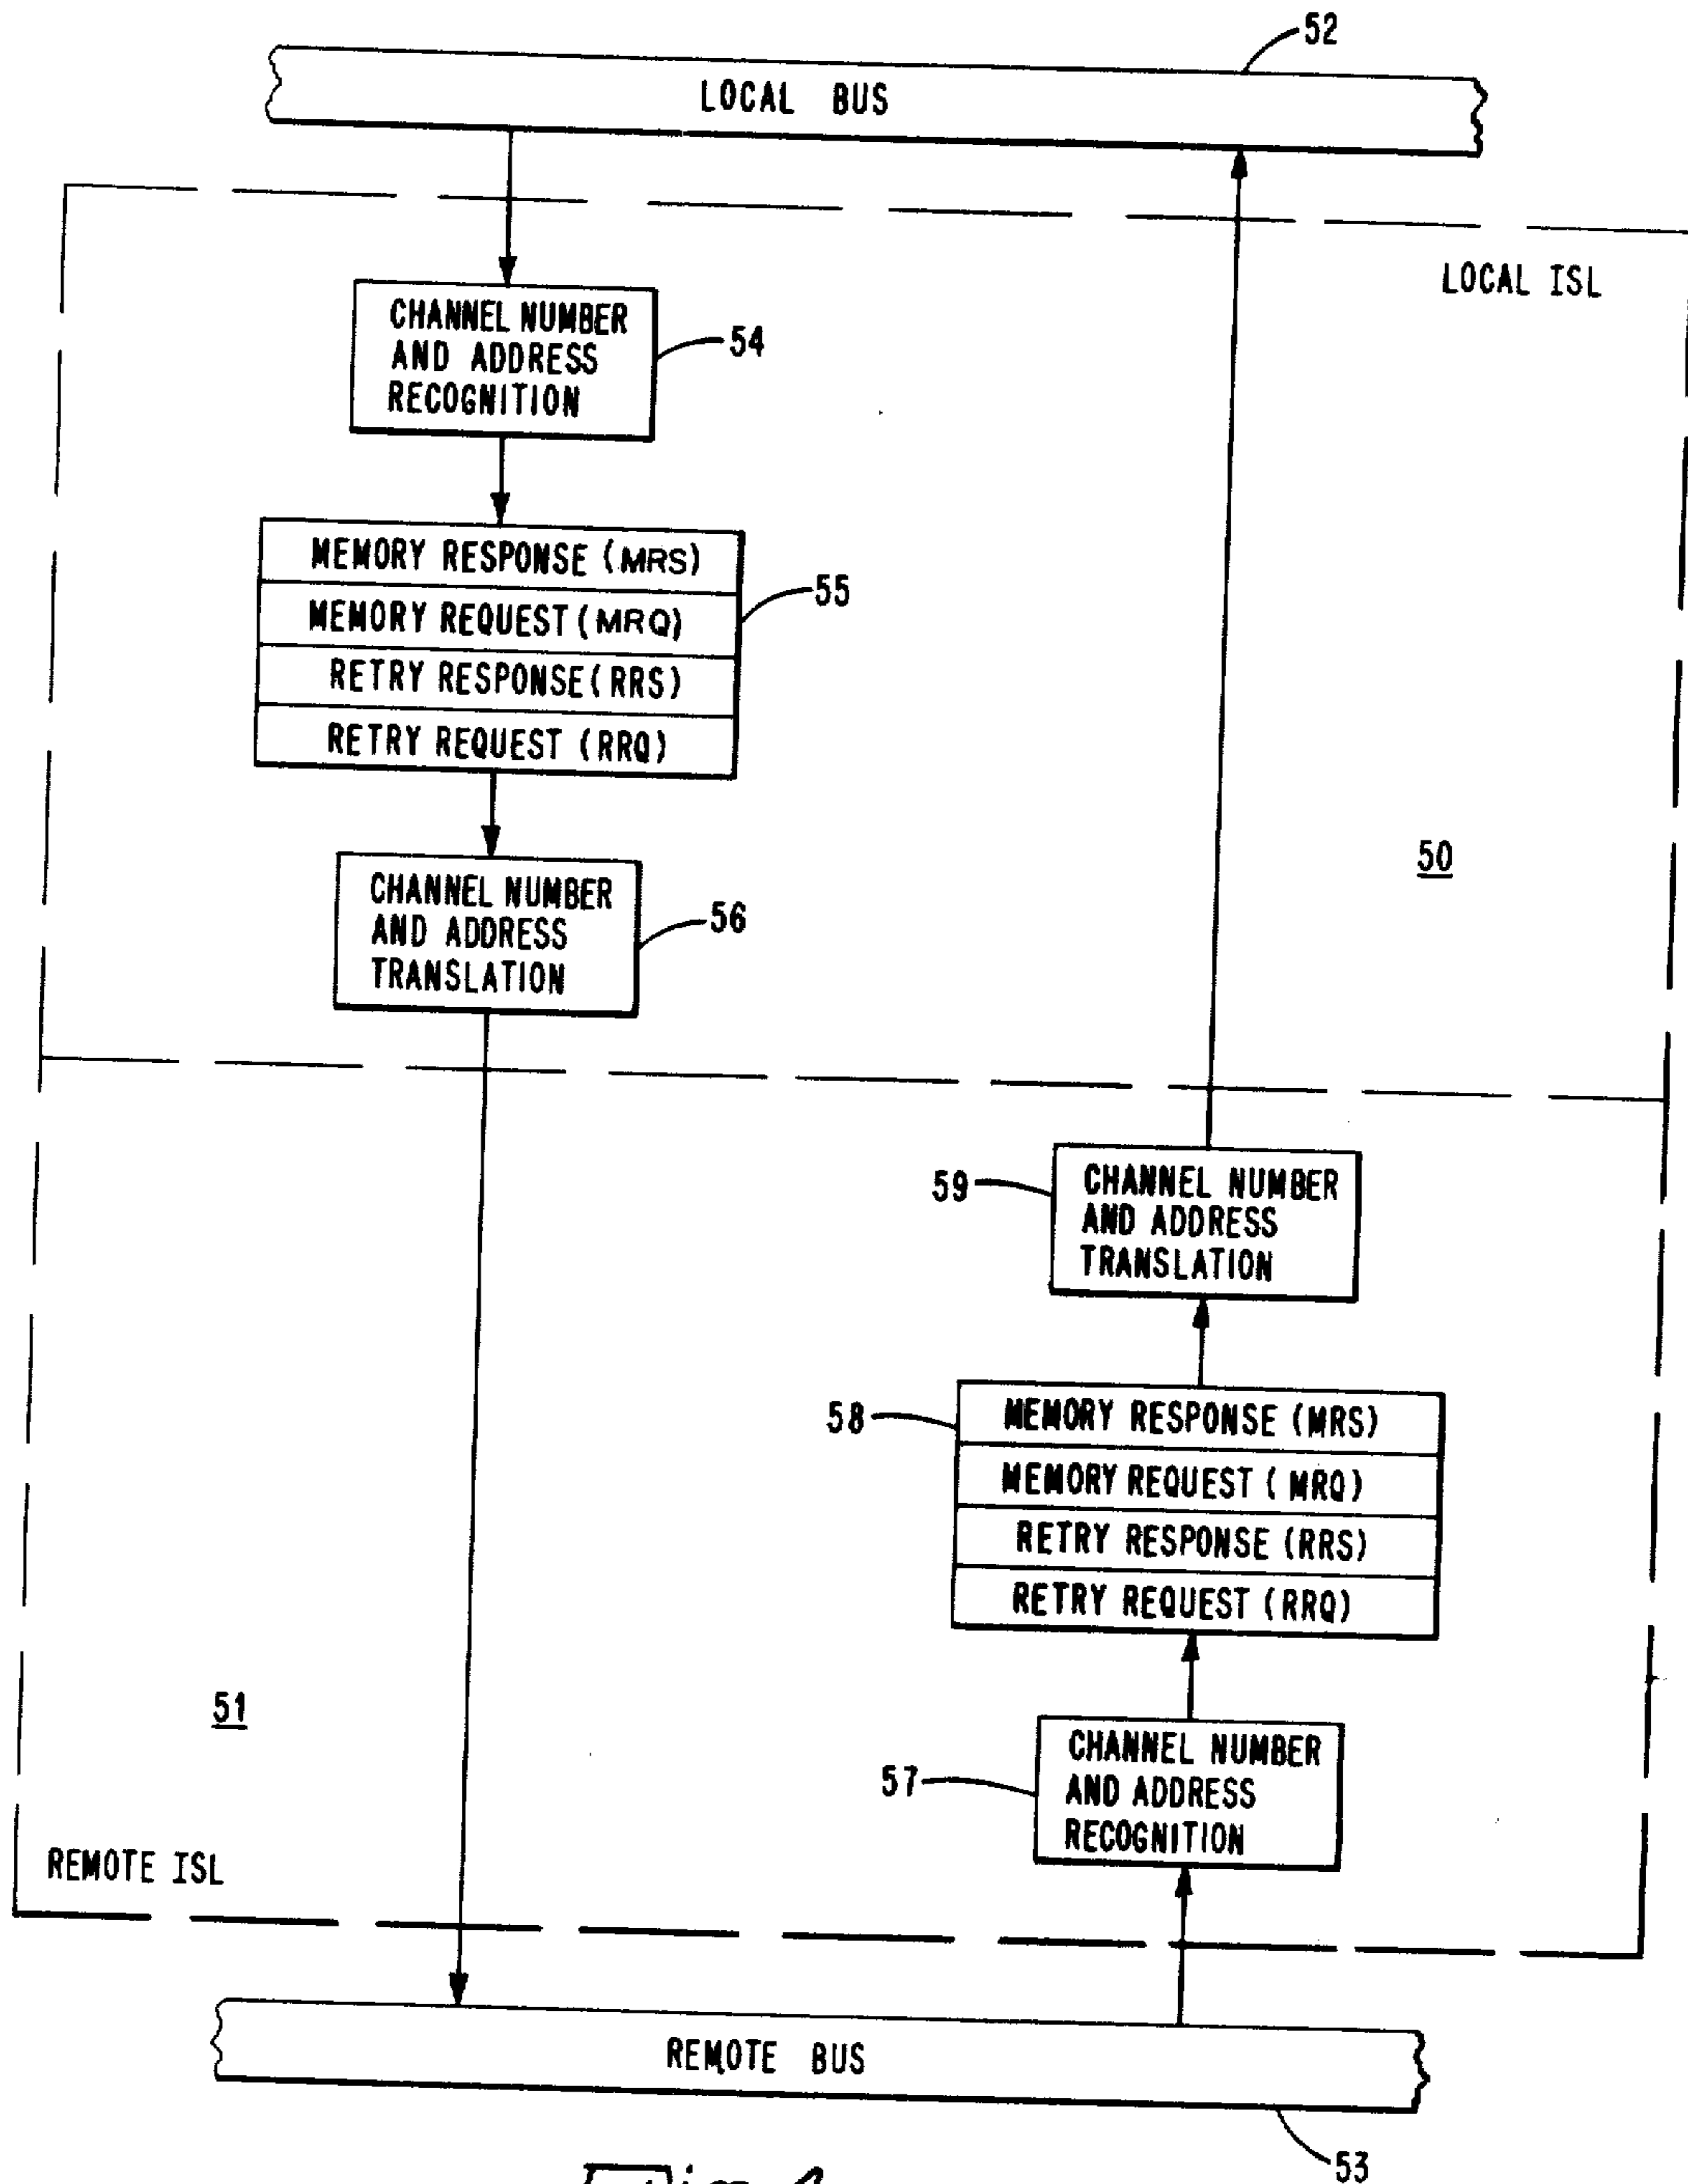 52
LOCAL BUS
LOCAL ISL
CHANNEL NUMBER
AND ADDRESS
RECOGNITION
54
MEMORY RESPONSE (MRS)
MEMORY REQUEST (MRQ)
RETRY RESPONSE (RRS)
RETRY REQUEST (RRQ)
55
50
CHANNEL NUMBER
AND ADDRESS
TRANSLATION
56
59
CHANNEL NUMBER
AND ADDRESS
TRANSLATION
58
MEMORY RESPONSE (MRS)
MEMORY REQUEST (MRQ)
RETRY RESPONSE (RRS)
RETRY REQUEST (RRQ)
51
57
CHANNEL NUMBER
AND ADDRESS
RECOGNITION
REMOTE ISL
REMOTE BUS
53